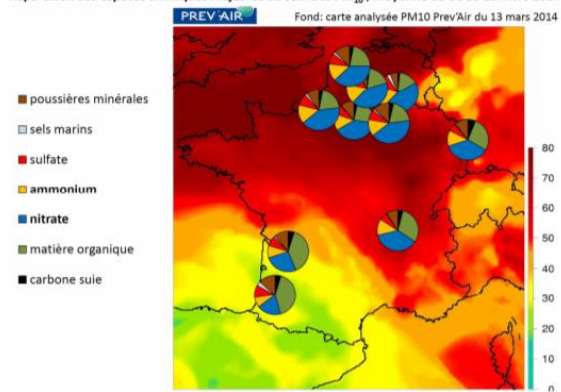 PREV'AIR
Fond: carte analysée PM10 Prev'Air du 13 mars 2014
poussières minérales
sels marins
sulfate
ammonium
nitrate
matière organique
carbone suie
80
70
60
50
40
30
20
10
0